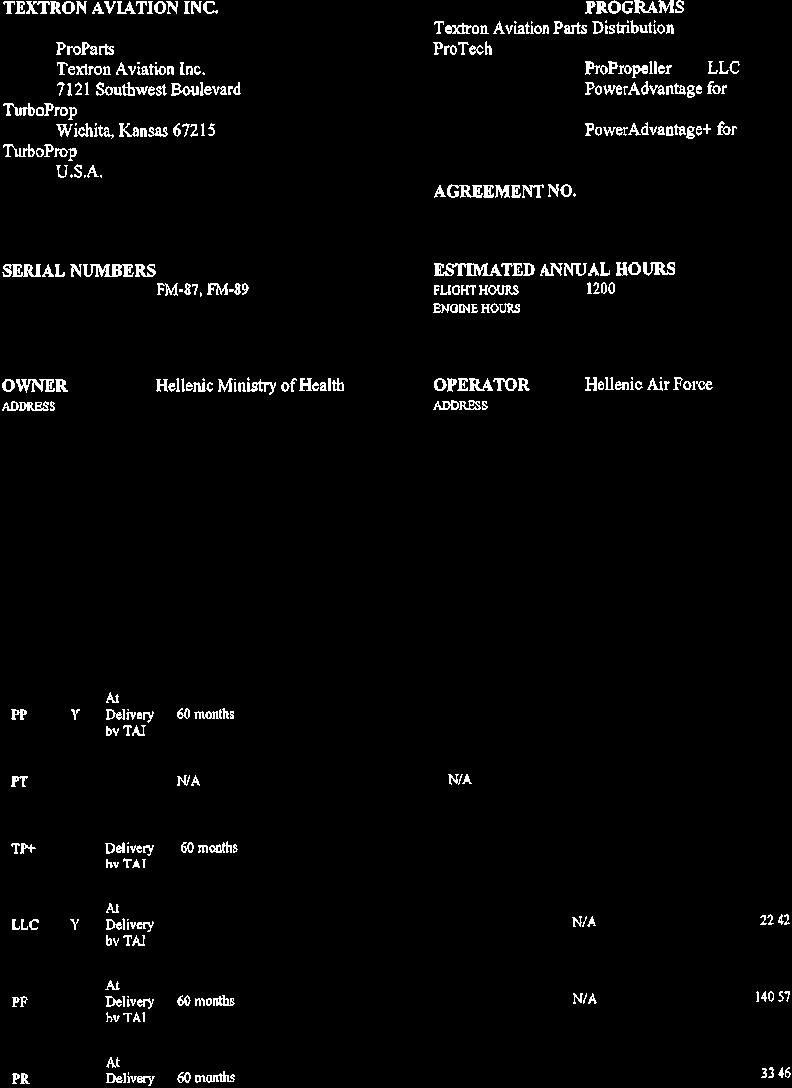 TEXTRON AVIATION INC.
ProParts
Textron Aviation Inc.
7121 Southwest Boulevard
TurboProp
Wichita, Kansas 67215
TurboProp
U.S.A.
PROGRAMS
Textron Aviation Parts Distribution
ProTech
ProPropeller LLC
PowerAdvantage for
PowerAdvantage+ for
AGREEMENT NO.
SERIAL NUMBERS
FM-87, FM-89
ESTIMATED ANNUAL HOURS
FLIGHT HOURS 1200
ENGINE HOURS
OWNER Hellenic Ministry of Health
ADDRESS
OPERATOR Hellenic Air Force
ADDRESS
At
PP Y Delivery 60 months
by TAI
PT N/A N/A
TP+ Delivery 60 months
by TAI
At
LLC Y Delivery N/A 22 42
by TAI
At
PF Delivery 60 months N/A 140 57
by TAI
At
PR Delivery 60 months 33 46